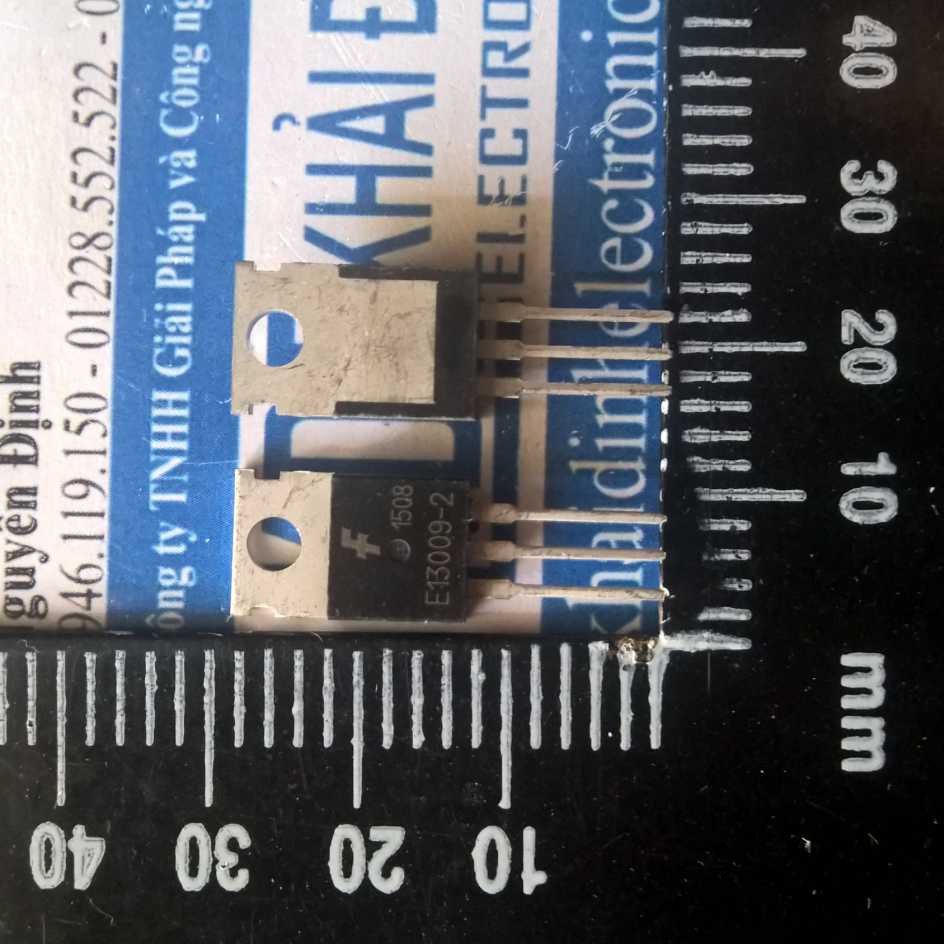 guyễn Định
946.119.150 - 01228.552.522 - 0
Công ty TNHH Giải Pháp và Công ng
KHẢI Đ
ELECTRO
khaidinhelectronic
1508
E13009-2
40
30
20
10
mm
40 30 20 10